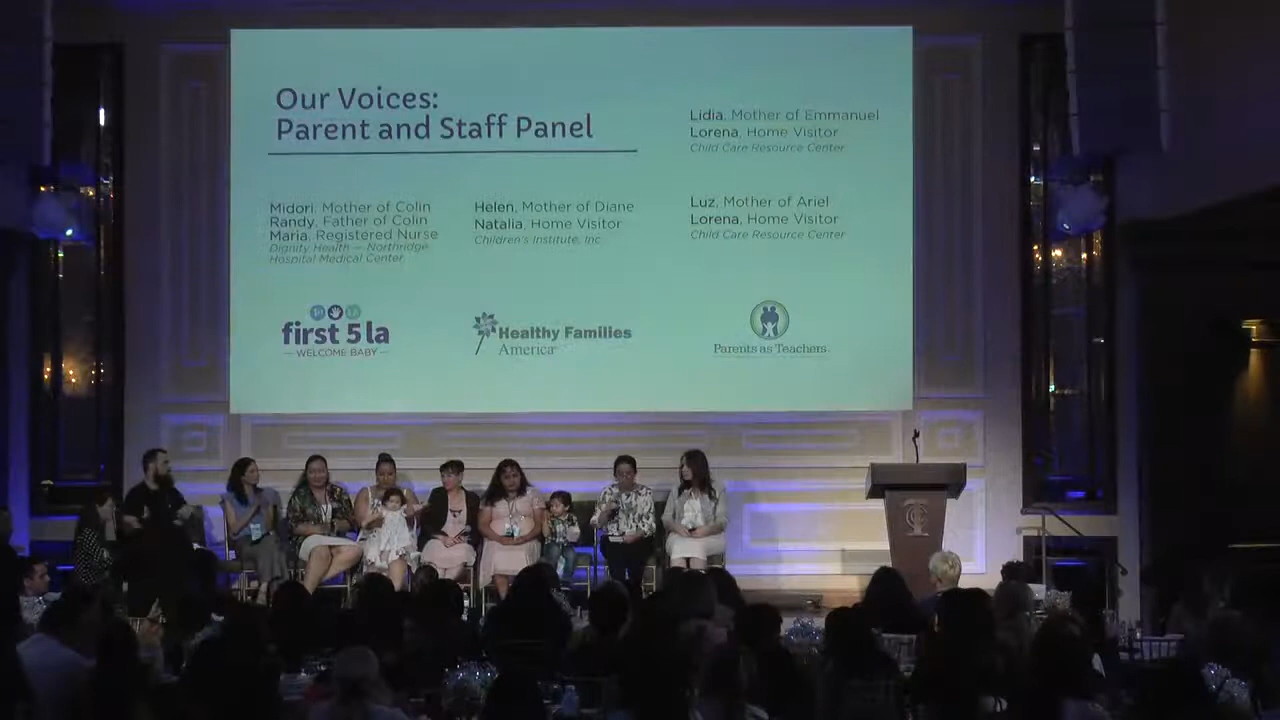 Our Voices:
Parent and Staff Panel
Lidia, Mother of Emmanuel
Lorena, Home Visitor
Child Care Resource Center
Midori, Mother of Colin
Randy, Father of Colin
Maria, Registered Nurse
Dignity Health — Northridge
Hospital Medical Center
Helen, Mother of Diane
Natalia, Home Visitor
Children's Institute, Inc.
Luz, Mother of Ariel
Lorena, Home Visitor
Child Care Resource Center
first 5 la
WELCOME BABY
Healthy Families
America
Parents as Teachers